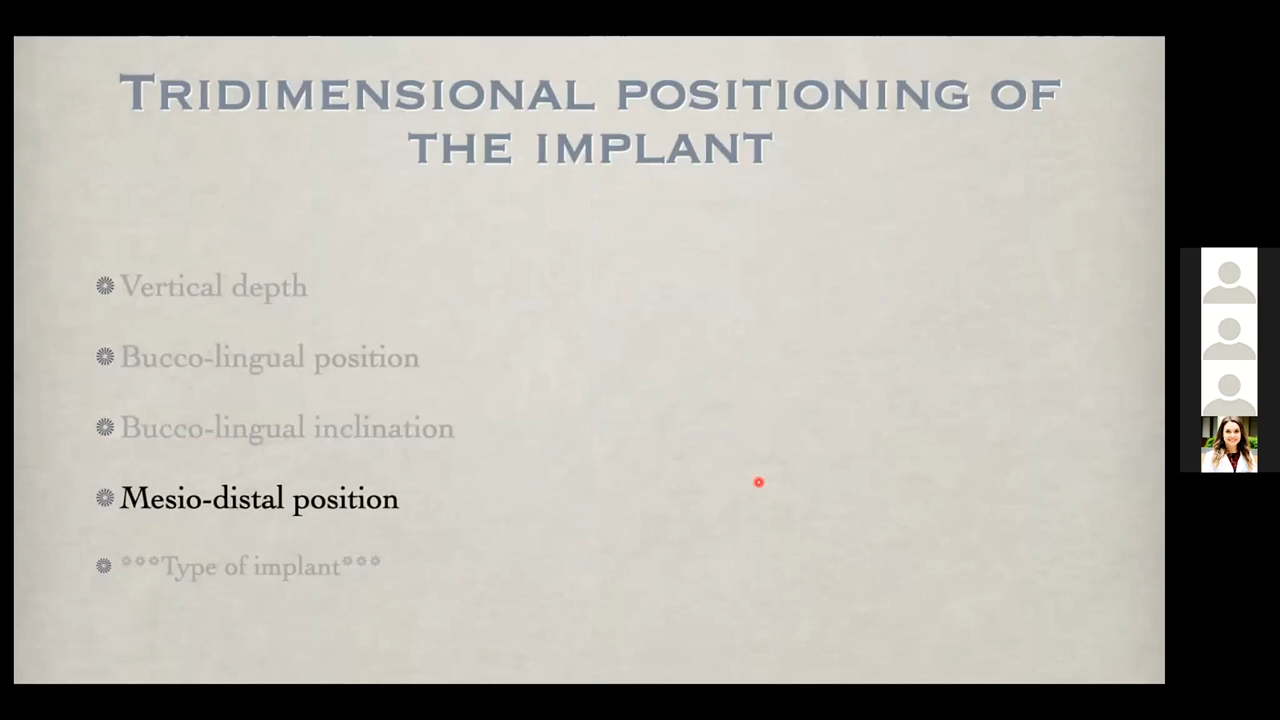 TRIDIMENSIONAL POSITIONING OF
THE IMPLANT
Vertical depth
Bucco-lingual position
Bucco-lingual inclination
Mesio-distal position
***Type of implant***